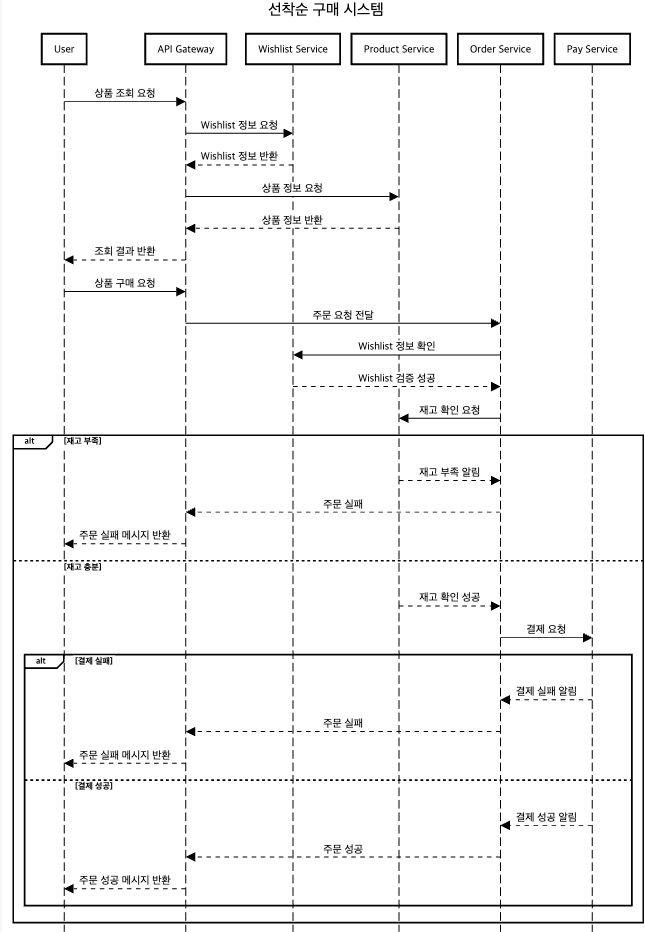 선착순 구매 시스템
User
API Gateway
Wishlist Service
Product Service
Order Service
Pay Service
상품 조회 요청
Wishlist 정보 요청
Wishlist 정보 반환
상품 정보 요청
상품 정보 반환
조회 결과 반환
상품 구매 요청
주문 요청 전달
Wishlist 정보 확인
Wishlist 검증 성공
재고 확인 요청
alt
[재고 부족]
재고 부족 알림
주문 실패
주문 실패 메시지 반환
[재고 충분]
재고 확인 성공
결제 요청
alt
[결제 실패]
결제 실패 알림
주문 실패
주문 실패 메시지 반환
[결제 성공]
결제 성공 알림
주문 성공
주문 성공 메시지 반환